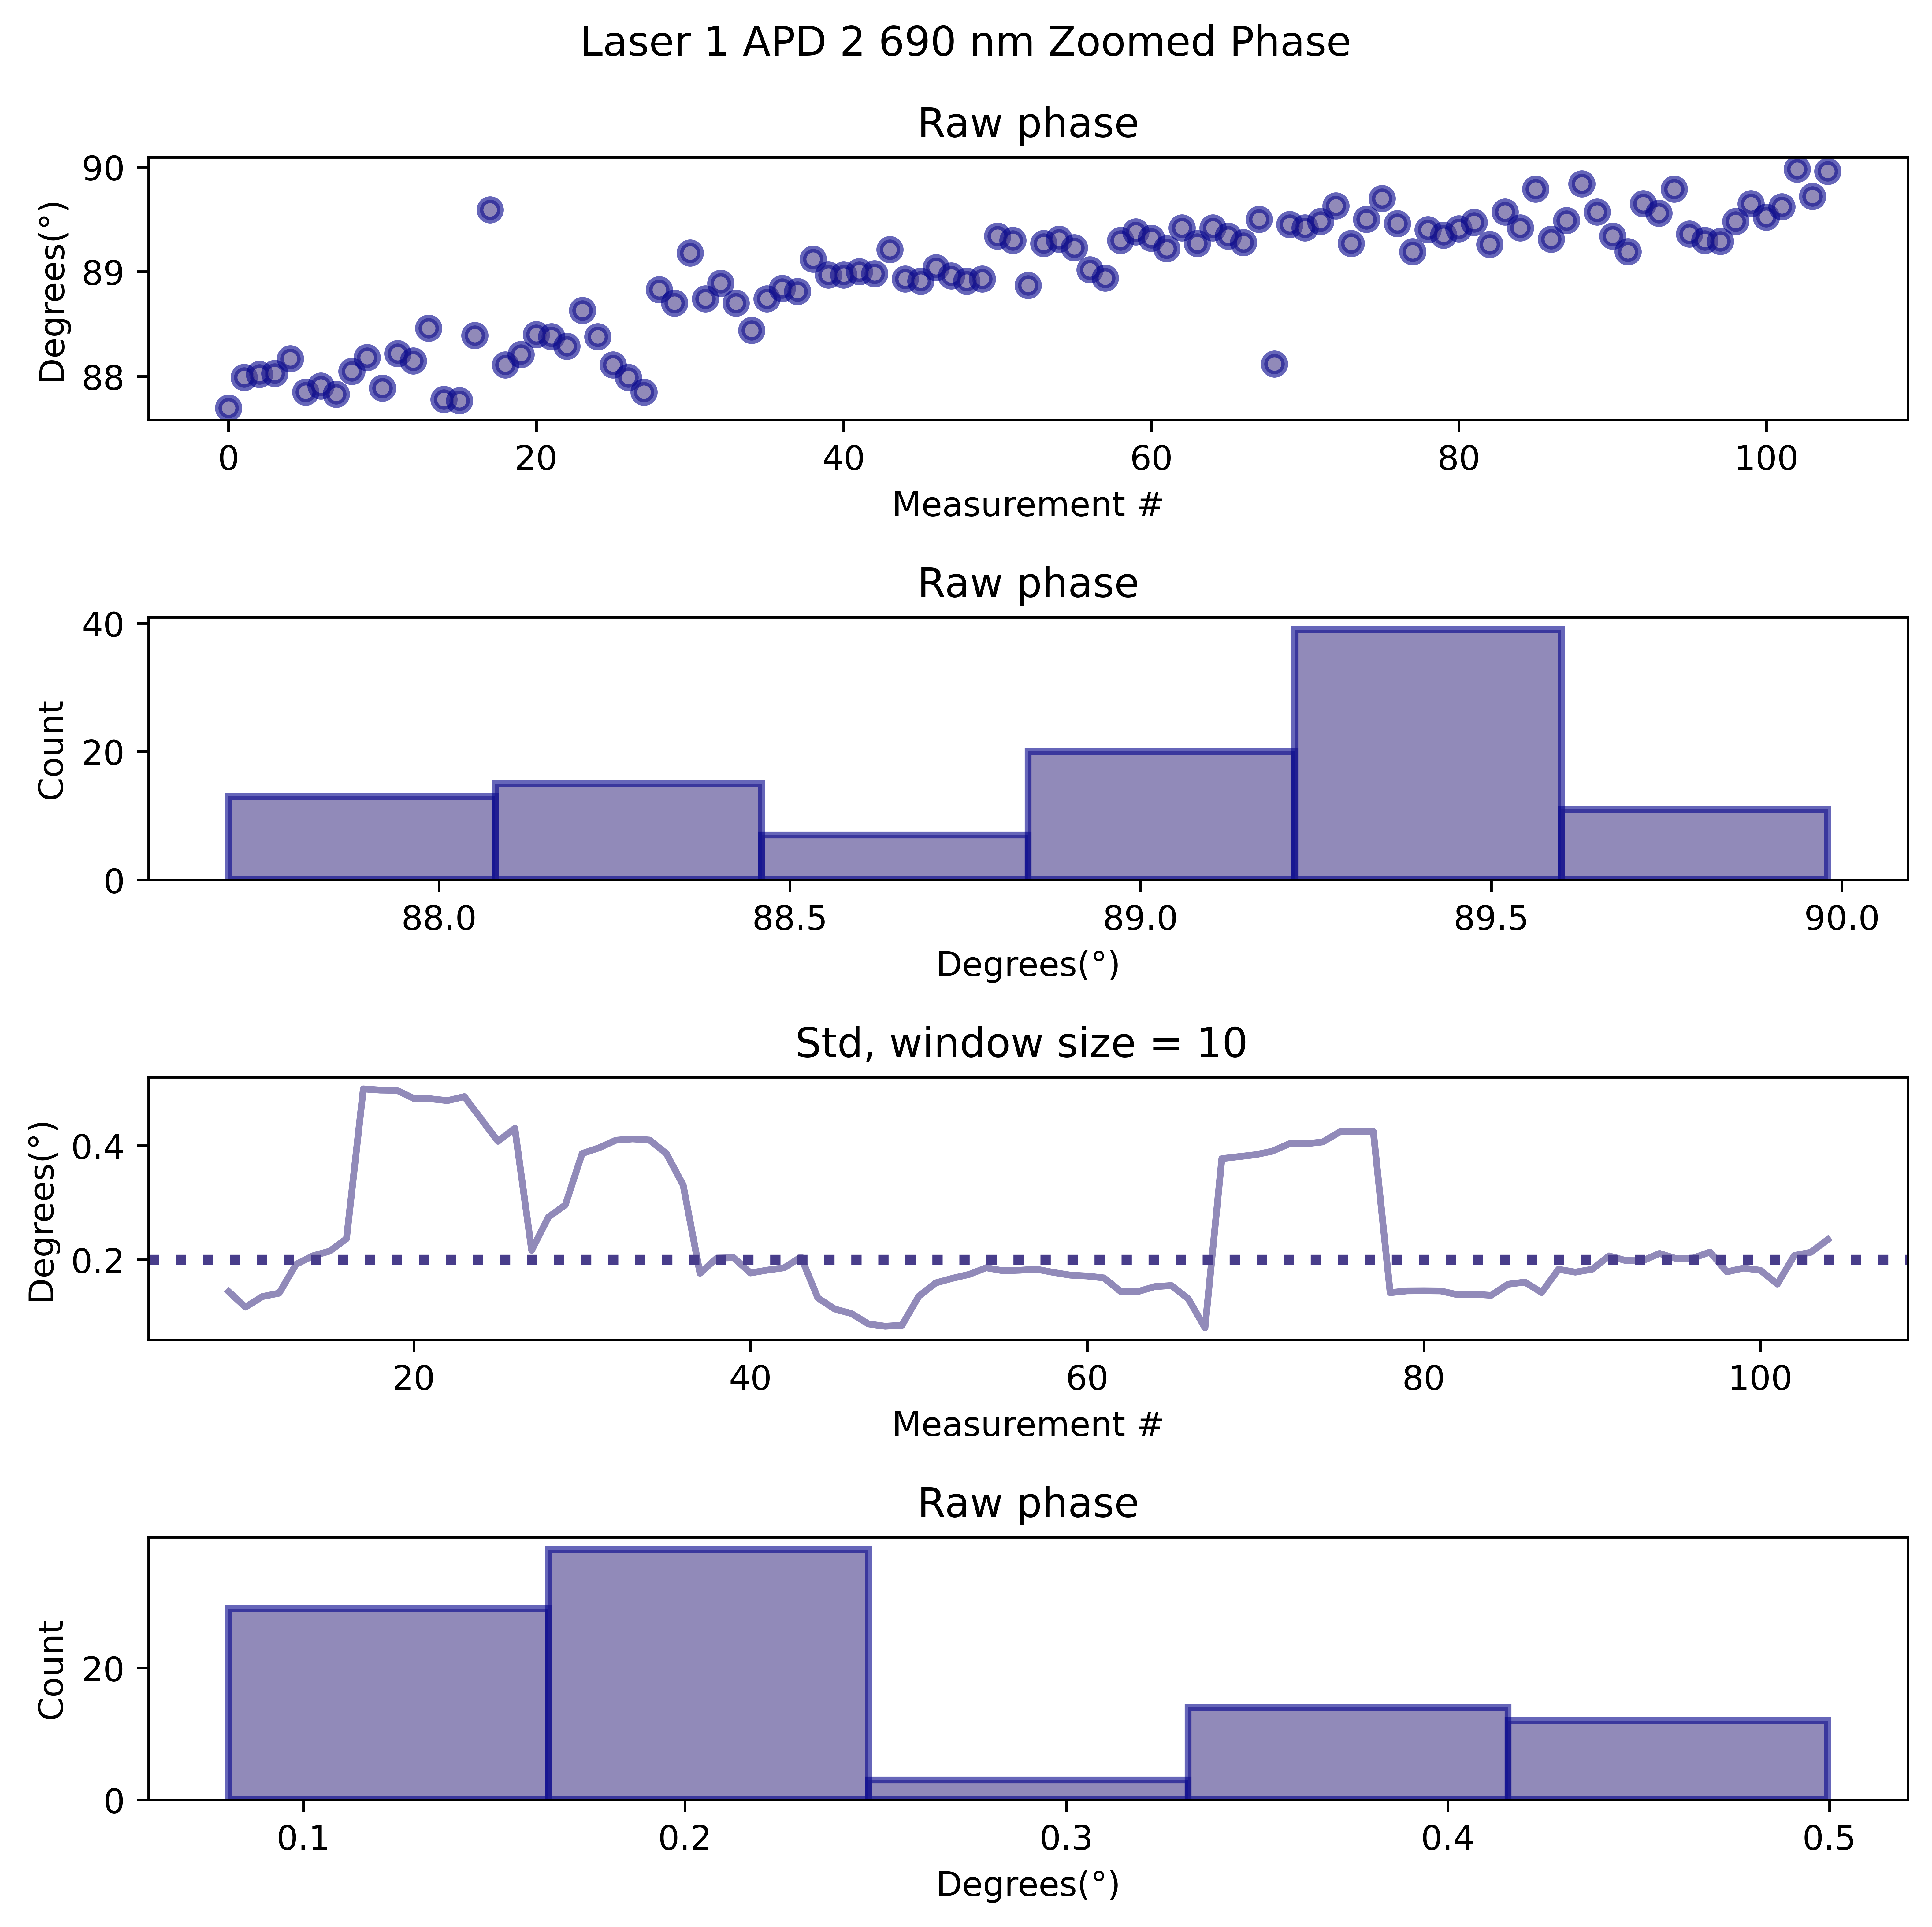 Laser 1 APD 2 690 nm Zoomed Phase
Raw phase
Degrees(°)
90
89
88
0 20 40 60 80 100
Measurement #
Raw phase
Count
40
20
0
88.0 88.5 89.0 89.5 90.0
Degrees(°)
Std, window size = 10
Degrees(°)
0.4
0.2
20 40 60 80 100
Measurement #
Raw phase
Count
20
0
0.1 0.2 0.3 0.4 0.5
Degrees(°)